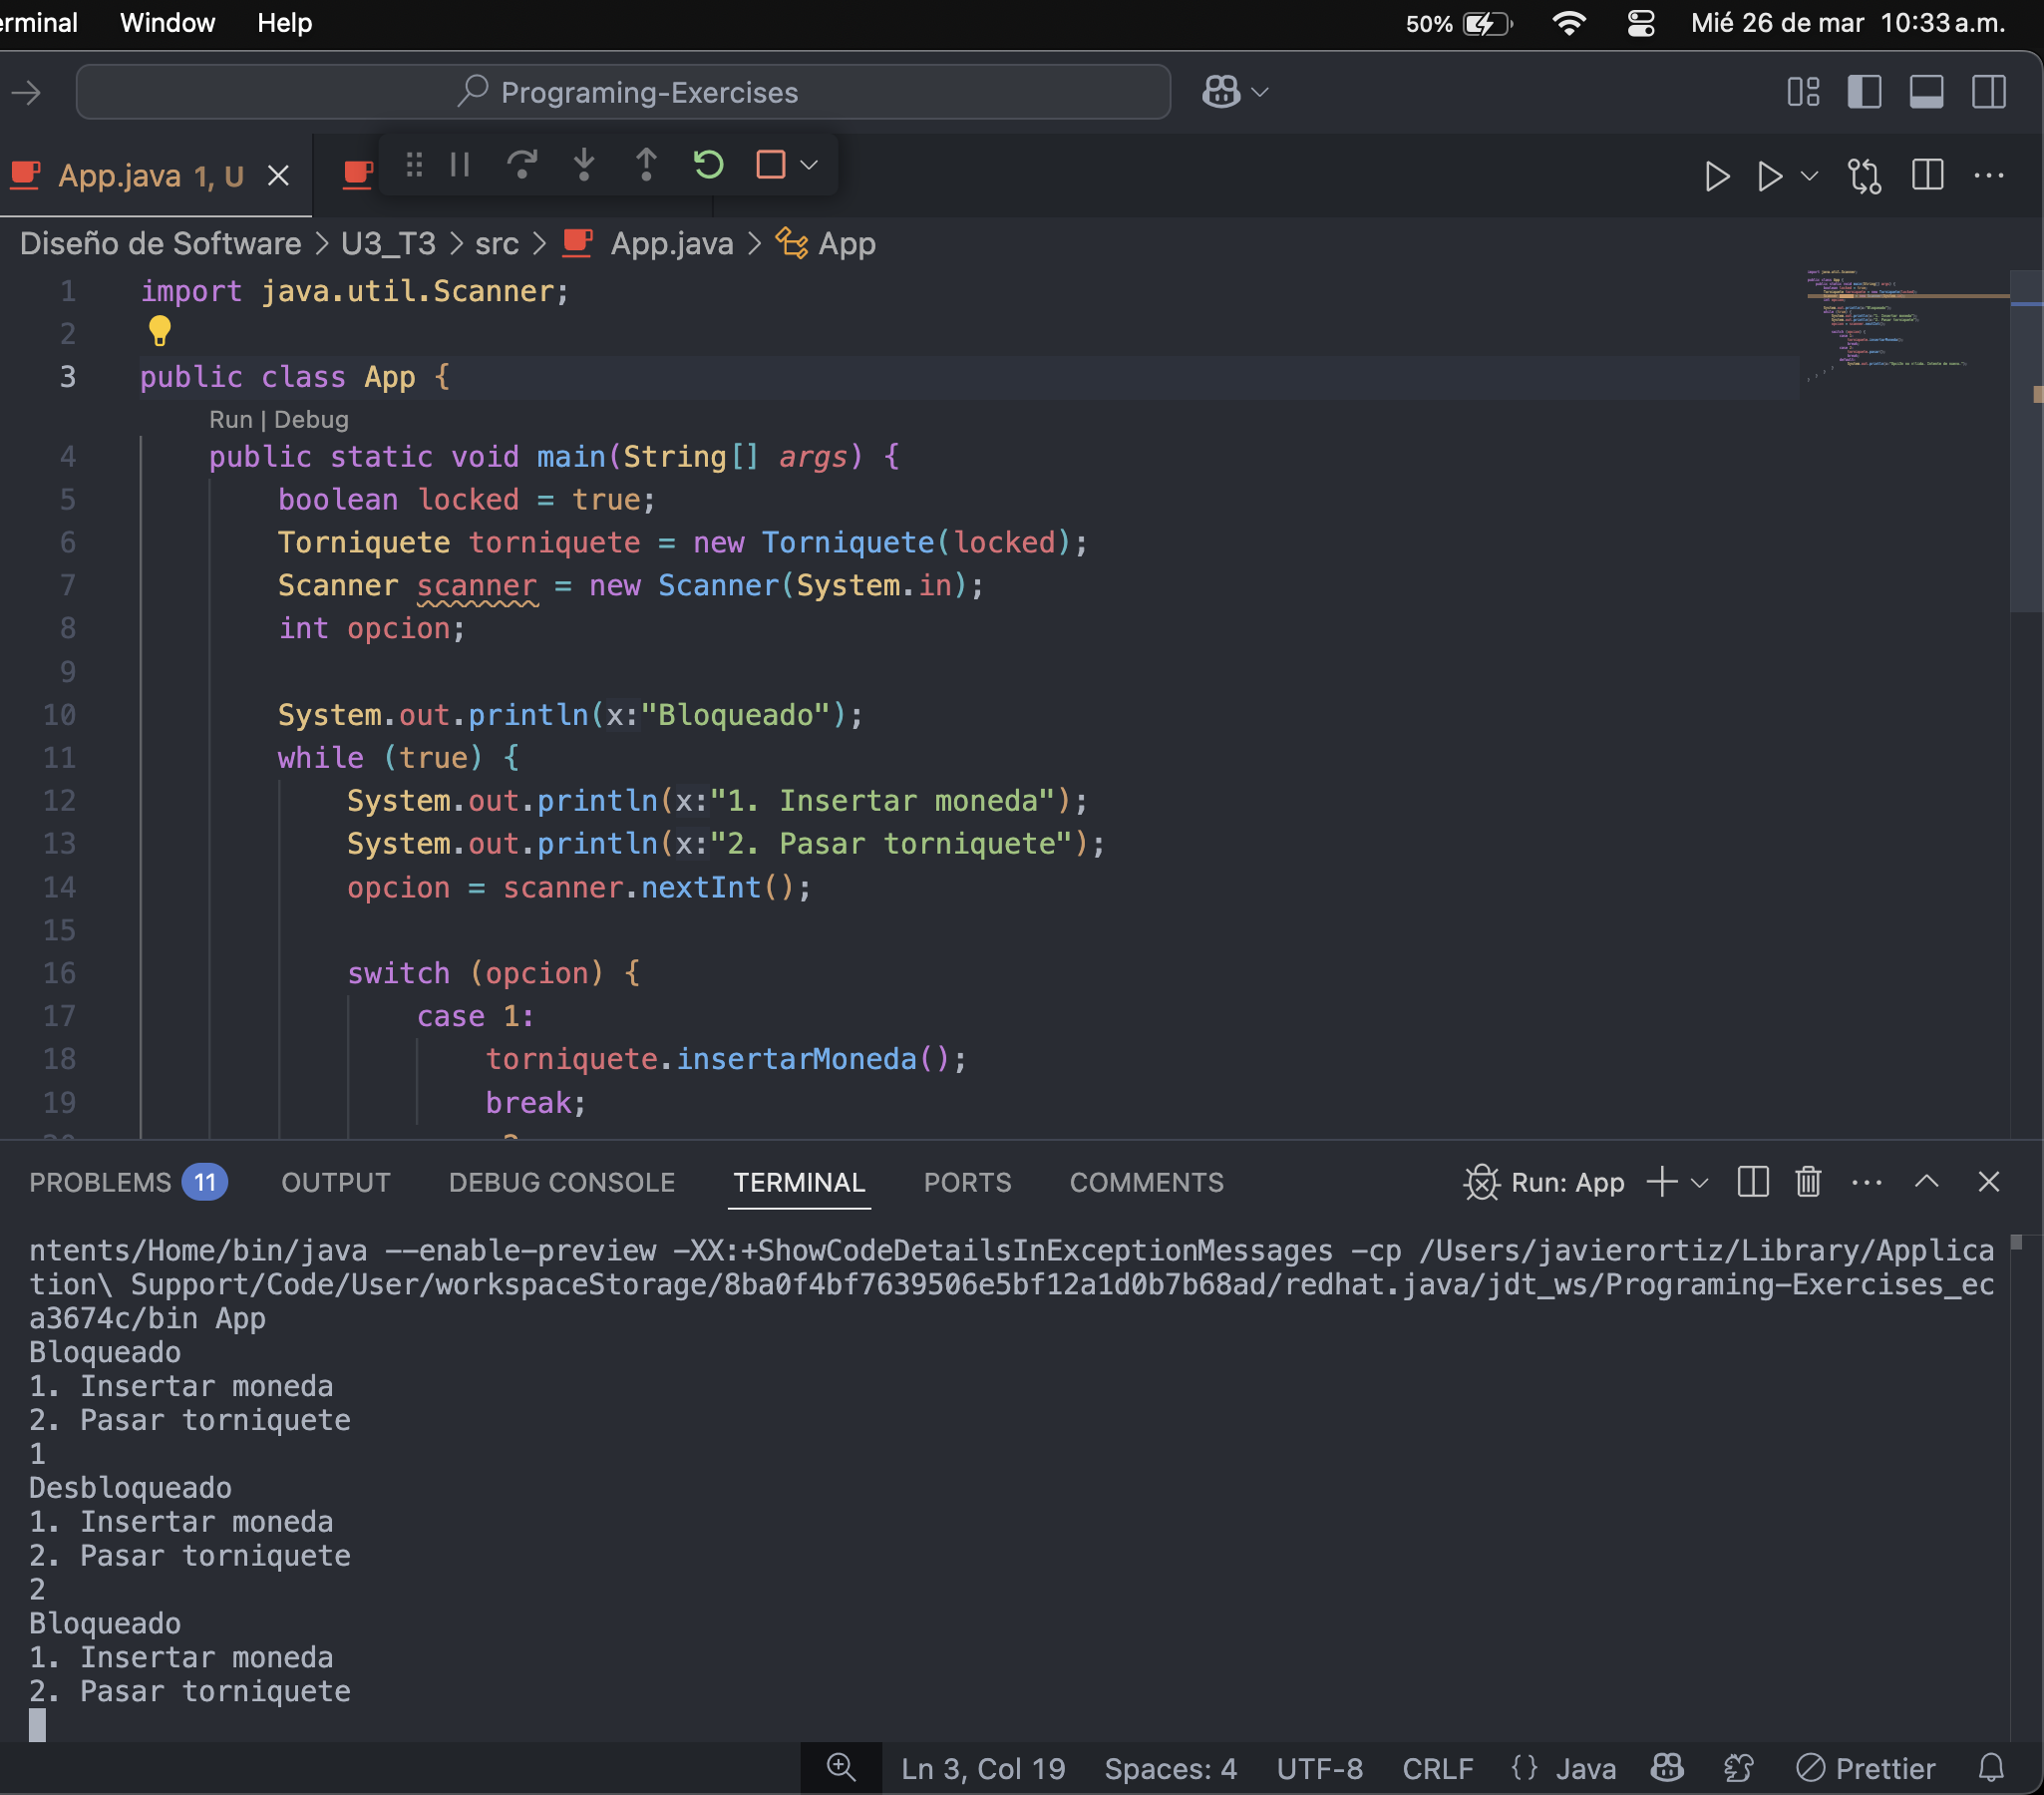 erminal Window Help 50% Mié 26 de mar 10:33 a.m.
Programing-Exercises
App.java 1, U
Diseño de Software > U3_T3 > src > App.java > App
1 import java.util.Scanner;
2
3 public class App {
Run | Debug
4 public static void main(String[] args) {
5 boolean locked = true;
6 Torniquete torniquete = new Torniquete(locked);
7 Scanner scanner = new Scanner(System.in);
8 int opcion;
9
10 System.out.println(x:"Bloqueado");
11 while (true) {
12 System.out.println(x:"1. Insertar moneda");
13 System.out.println(x:"2. Pasar torniquete");
14 opcion = scanner.nextInt();
15
16 switch (opcion) {
17 case 1:
18 torniquete.insertarMoneda();
19 break;
PROBLEMS 11 OUTPUT DEBUG CONSOLE TERMINAL PORTS COMMENTS Run: App
ntents/Home/bin/java --enable-preview -XX:+ShowCodeDetailsInExceptionMessages -cp /Users/javierortiz/Library/Applica
tion\ Support/Code/User/workspaceStorage/8ba0f4bf7639506e5bf12a1d0b7b68ad/redhat.java/jdt_ws/Programing-Exercises_ec
a3674c/bin App
Bloqueado
1. Insertar moneda
2. Pasar torniquete
1
Desbloqueado
1. Insertar moneda
2. Pasar torniquete
2
Bloqueado
1. Insertar moneda
2. Pasar torniquete
Ln 3, Col 19 Spaces: 4 UTF-8 CRLF {} Java Prettier